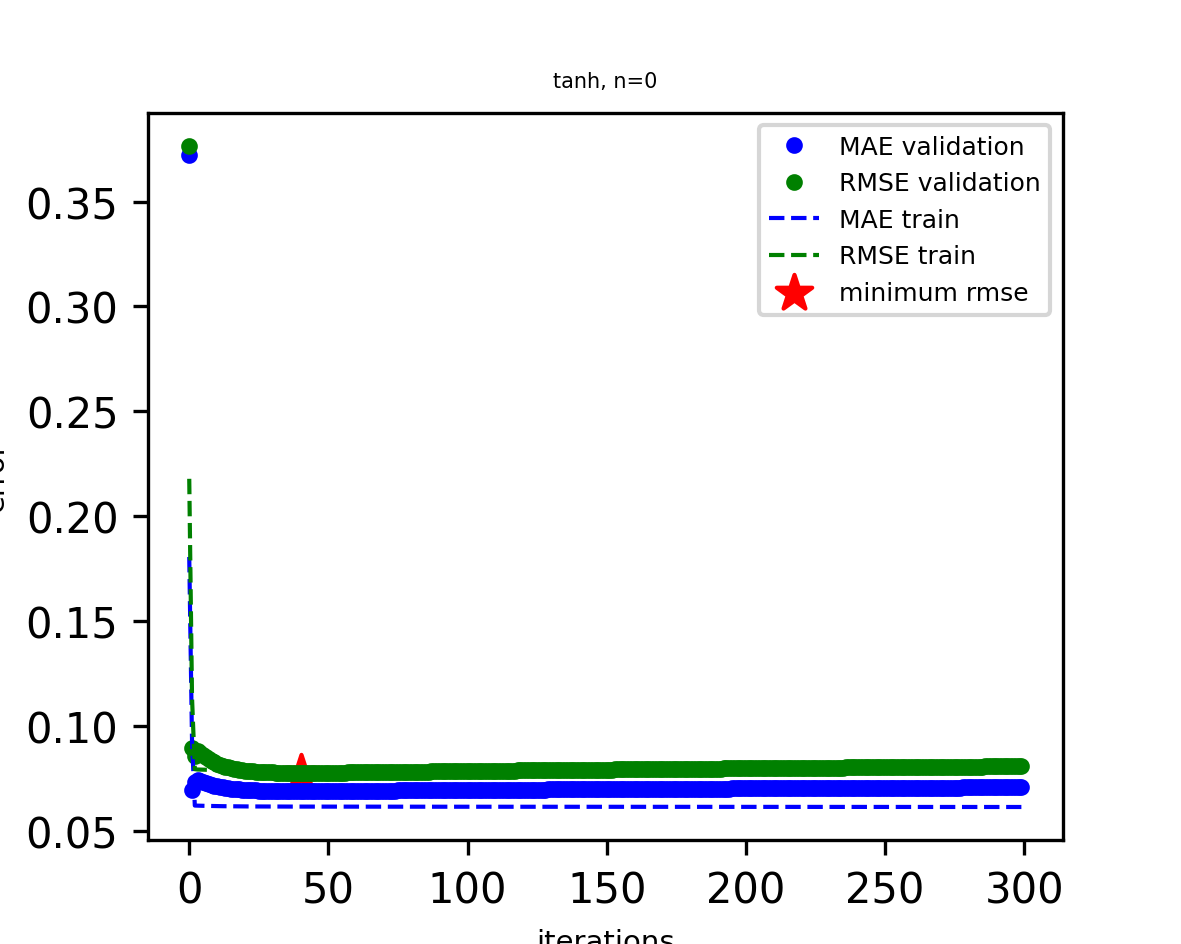 tanh, n=0
MAE validation
RMSE validation
MAE train
RMSE train
minimum rmse
0.35
0.30
0.25
0.20
0.15
0.10
0.05
0 50 100 150 200 250 300
iterations